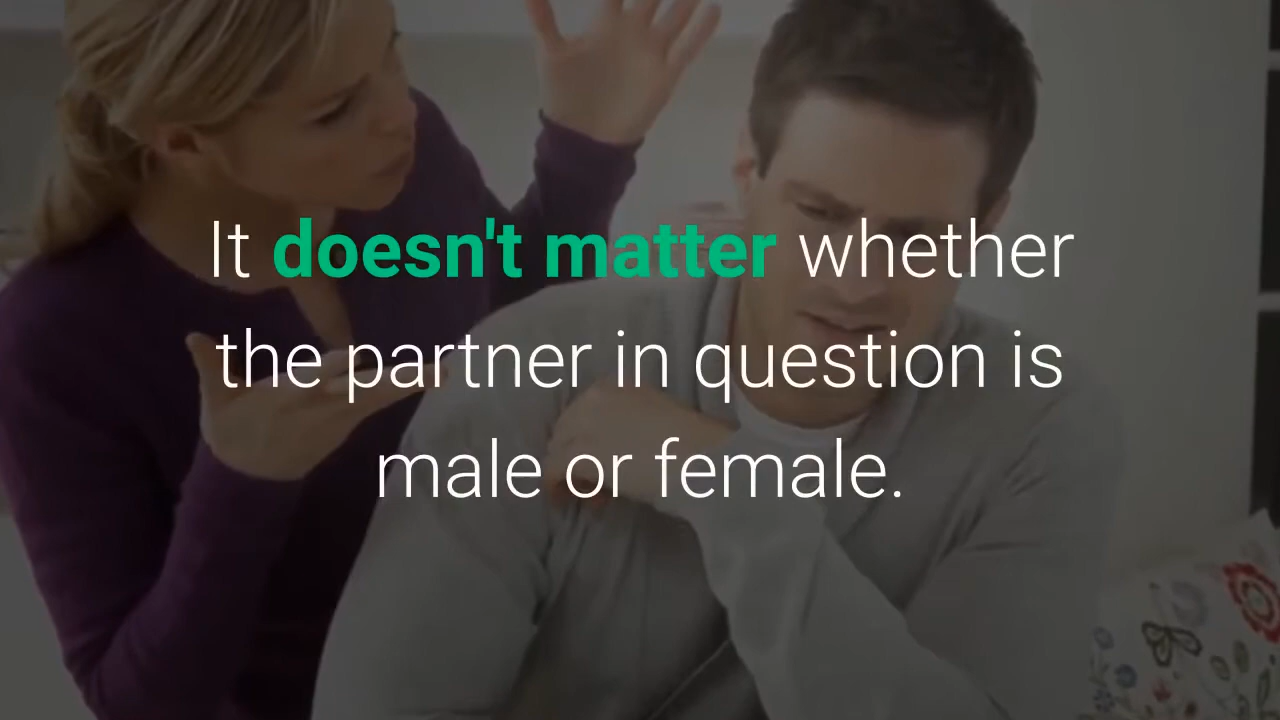 It doesn't matter whether
the partner in question is
male or female.